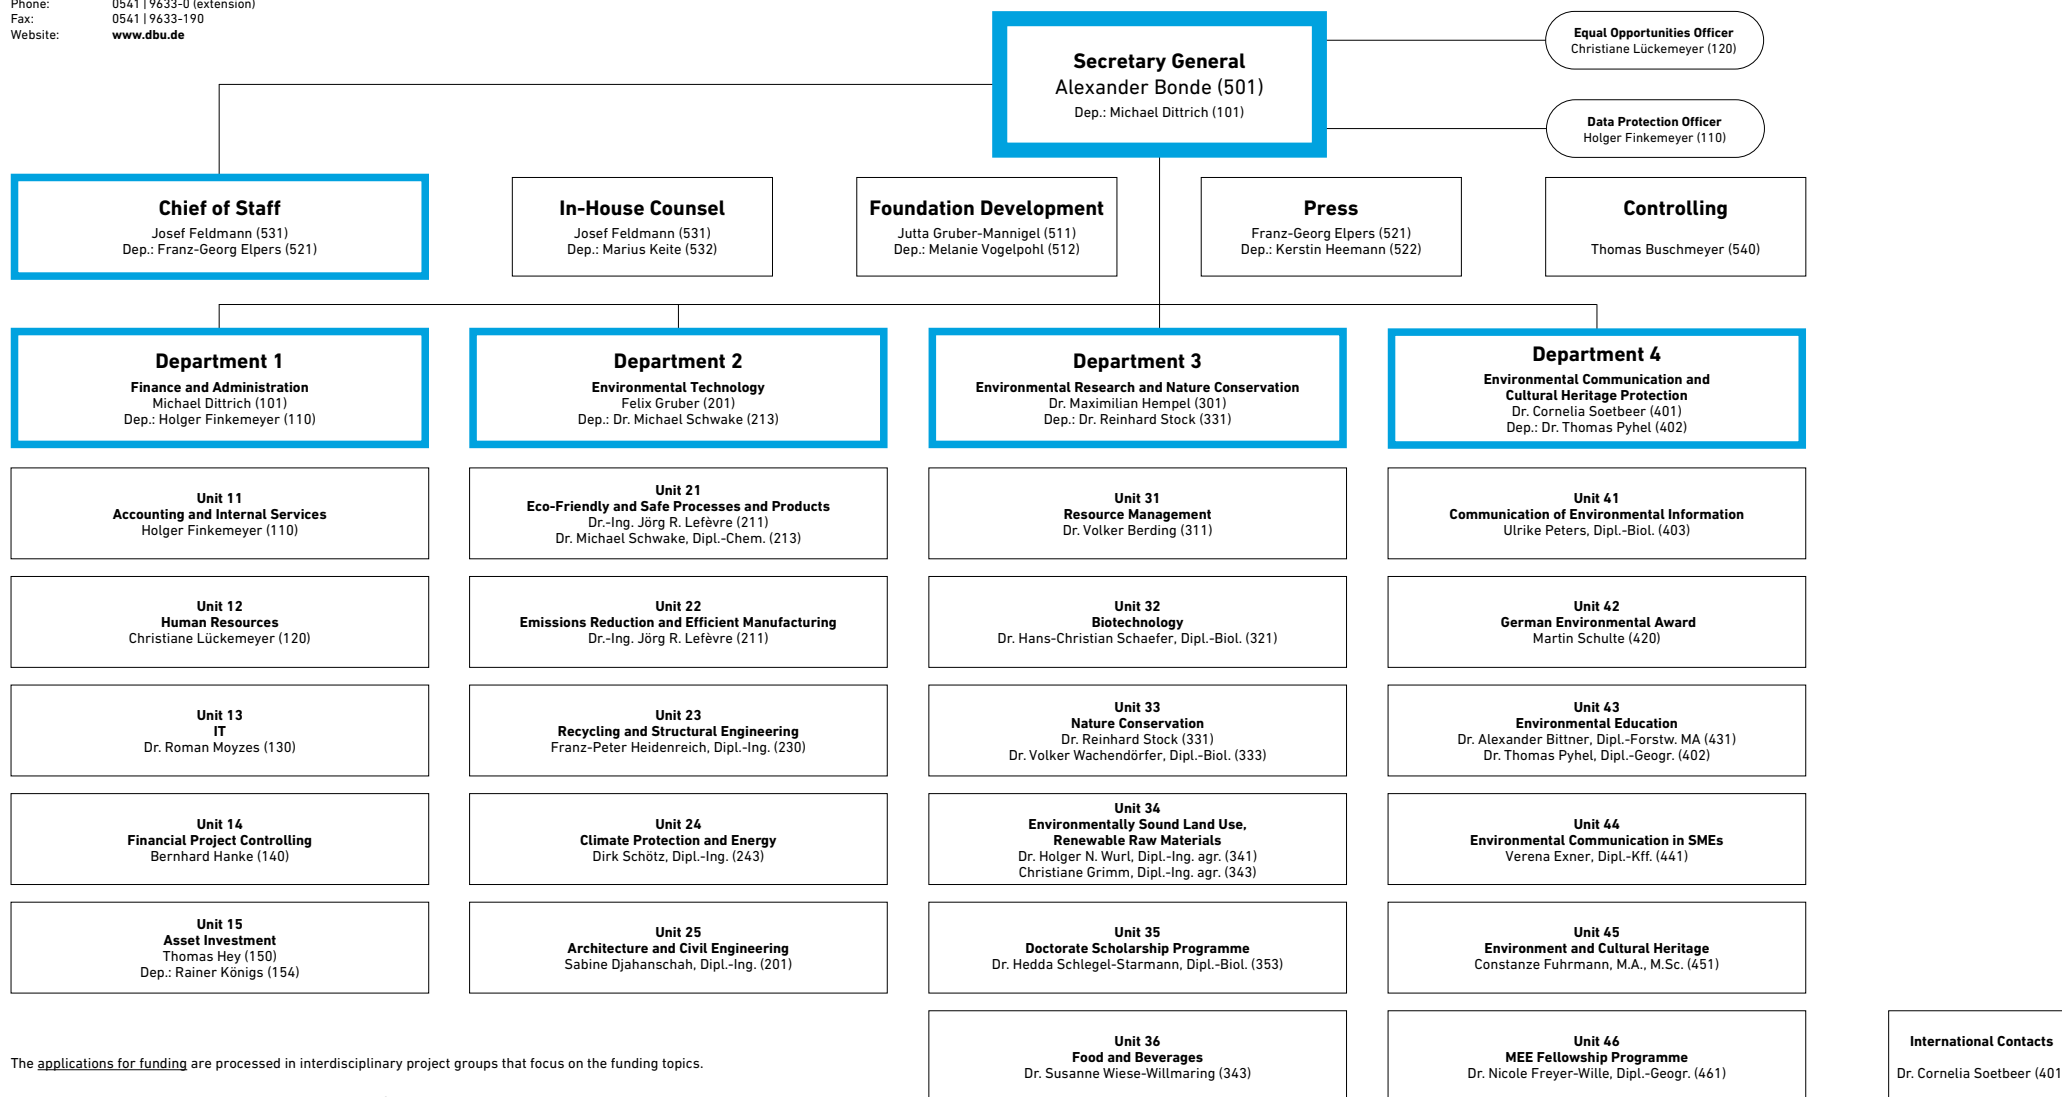 Phone: 0541 | 9633-0 (extension)
Fax: 0541 | 9633-190
Website: www.dbu.de
Secretary General
Alexander Bonde (501)
Dep.: Michael Dittrich (101)
Equal Opportunities Officer
Christiane Lückemeyer (120)
Data Protection Officer
Holger Finkemeyer (110)
Chief of Staff
Josef Feldmann (531)
Dep.: Franz-Georg Elpers (521)
In-House Counsel
Josef Feldmann (531)
Dep.: Marius Keite (532)
Foundation Development
Jutta Gruber-Mannigel (511)
Dep.: Melanie Vogelpohl (512)
Press
Franz-Georg Elpers (521)
Dep.: Kerstin Heemann (522)
Controlling
Thomas Buschmeyer (540)
Department 1
Finance and Administration
Michael Dittrich (101)
Dep.: Holger Finkemeyer (110)
Department 2
Environmental Technology
Felix Gruber (201)
Dep.: Dr. Michael Schwake (213)
Department 3
Environmental Research and Nature Conservation
Dr. Maximilian Hempel (301)
Dep.: Dr. Reinhard Stock (331)
Department 4
Environmental Communication and
Cultural Heritage Protection
Dr. Cornelia Soetbeer (401)
Dep.: Dr. Thomas Pyhel (402)
Unit 11
Accounting and Internal Services
Holger Finkemeyer (110)
Unit 21
Eco-Friendly and Safe Processes and Products
Dr.-Ing. Jörg R. Lefèvre (211)
Dr. Michael Schwake, Dipl.-Chem. (213)
Unit 31
Resource Management
Dr. Volker Berding (311)
Unit 41
Communication of Environmental Information
Ulrike Peters, Dipl.-Biol. (403)
Unit 12
Human Resources
Christiane Lückemeyer (120)
Unit 22
Emissions Reduction and Efficient Manufacturing
Dr.-Ing. Jörg R. Lefèvre (211)
Unit 32
Biotechnology
Dr. Hans-Christian Schaefer, Dipl.-Biol. (321)
Unit 42
German Environmental Award
Martin Schulte (420)
Unit 13
IT
Dr. Roman Moyzes (130)
Unit 23
Recycling and Structural Engineering
Franz-Peter Heidenreich, Dipl.-Ing. (230)
Unit 33
Nature Conservation
Dr. Reinhard Stock (331)
Dr. Volker Wachendörfer, Dipl.-Biol. (333)
Unit 43
Environmental Education
Dr. Alexander Bittner, Dipl.-Forstw. MA (431)
Dr. Thomas Pyhel, Dipl.-Geogr. (402)
Unit 14
Financial Project Controlling
Bernhard Hanke (140)
Unit 24
Climate Protection and Energy
Dirk Schötz, Dipl.-Ing. (243)
Unit 34
Environmentally Sound Land Use,
Renewable Raw Materials
Dr. Holger N. Wurl, Dipl.-Ing. agr. (341)
Christiane Grimm, Dipl.-Ing. agr. (343)
Unit 44
Environmental Communication in SMEs
Verena Exner, Dipl.-Kff. (441)
Unit 15
Asset Investment
Thomas Hey (150)
Dep.: Rainer Königs (154)
Unit 25
Architecture and Civil Engineering
Sabine Djahanschah, Dipl.-Ing. (201)
Unit 35
Doctorate Scholarship Programme
Dr. Hedda Schlegel-Starmann, Dipl.-Biol. (353)
Unit 45
Environment and Cultural Heritage
Constanze Fuhrmann, M.A., M.Sc. (451)
The applications for funding are processed in interdisciplinary project groups that focus on the funding topics.
Unit 36
Food and Beverages
Dr. Susanne Wiese-Willmaring (343)
Unit 46
MEE Fellowship Programme
Dr. Nicole Freyer-Wille, Dipl.-Geogr. (461)
International Contacts
Dr. Cornelia Soetbeer (401